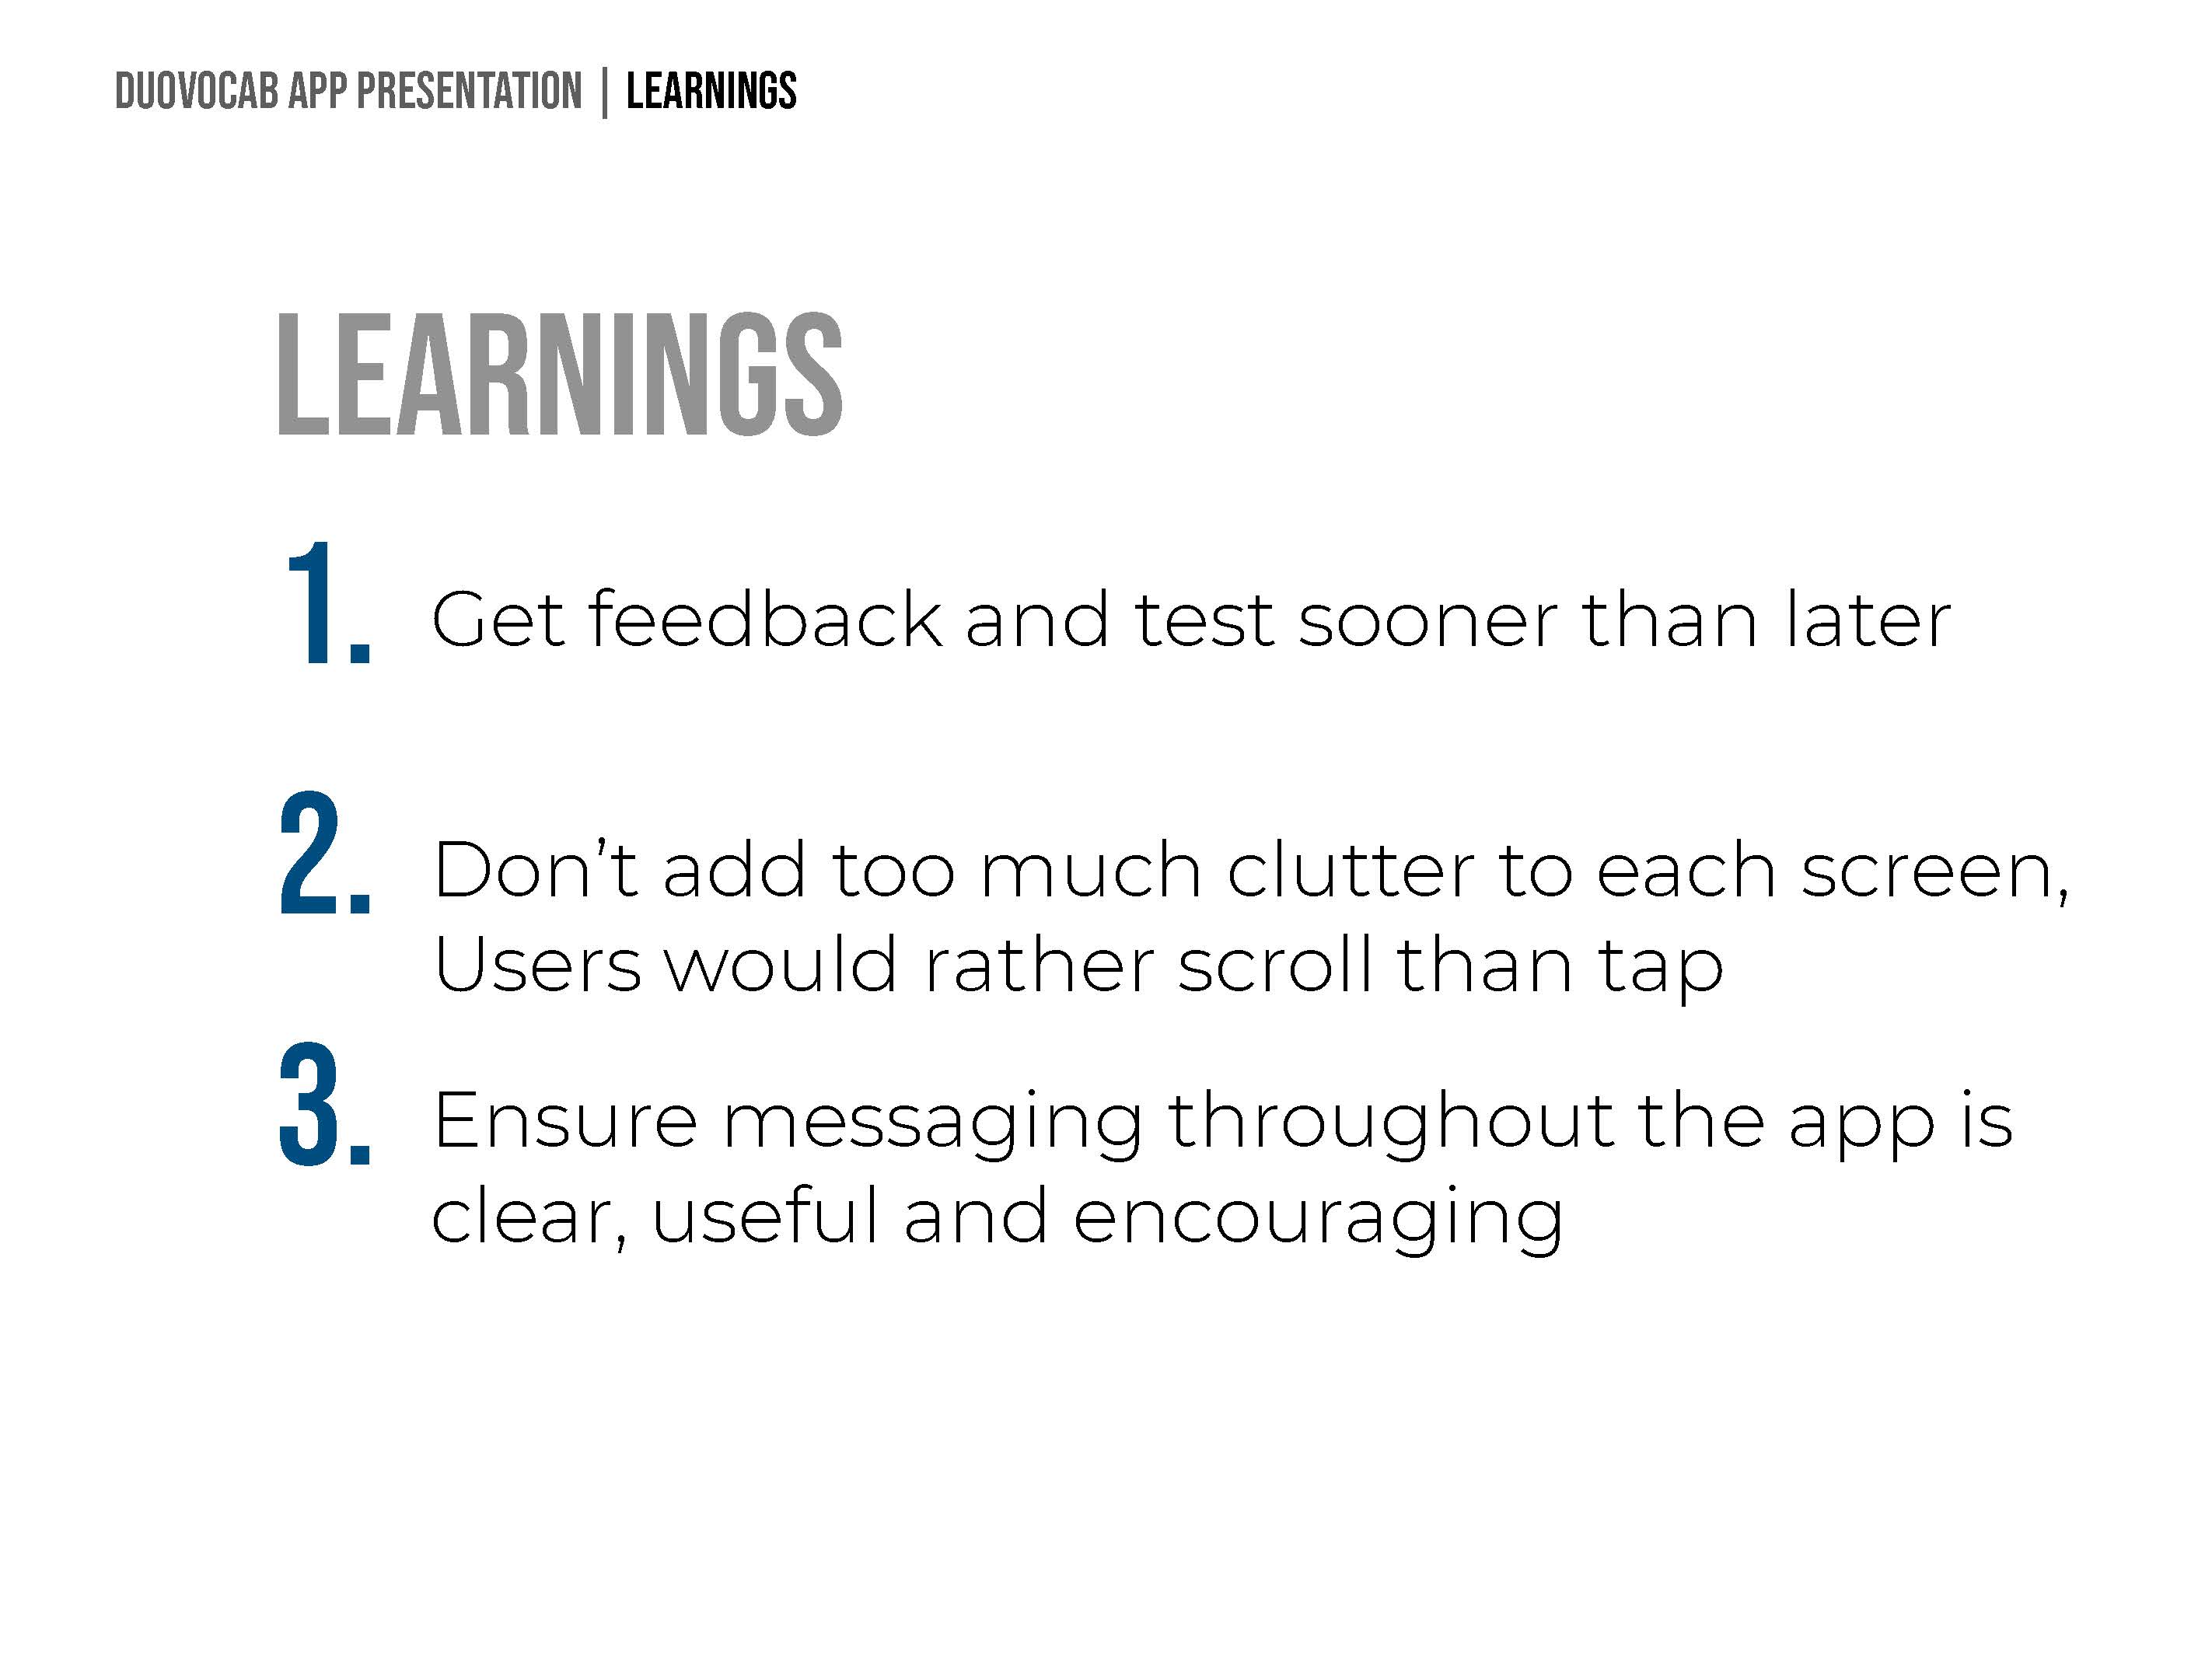 DUOVOCAB APP PRESENTATION | LEARNINGS
LEARNINGS
1. Get feedback and test sooner than later
2. Don’t add too much clutter to each screen,
Users would rather scroll than tap
3. Ensure messaging throughout the app is
clear, useful and encouraging